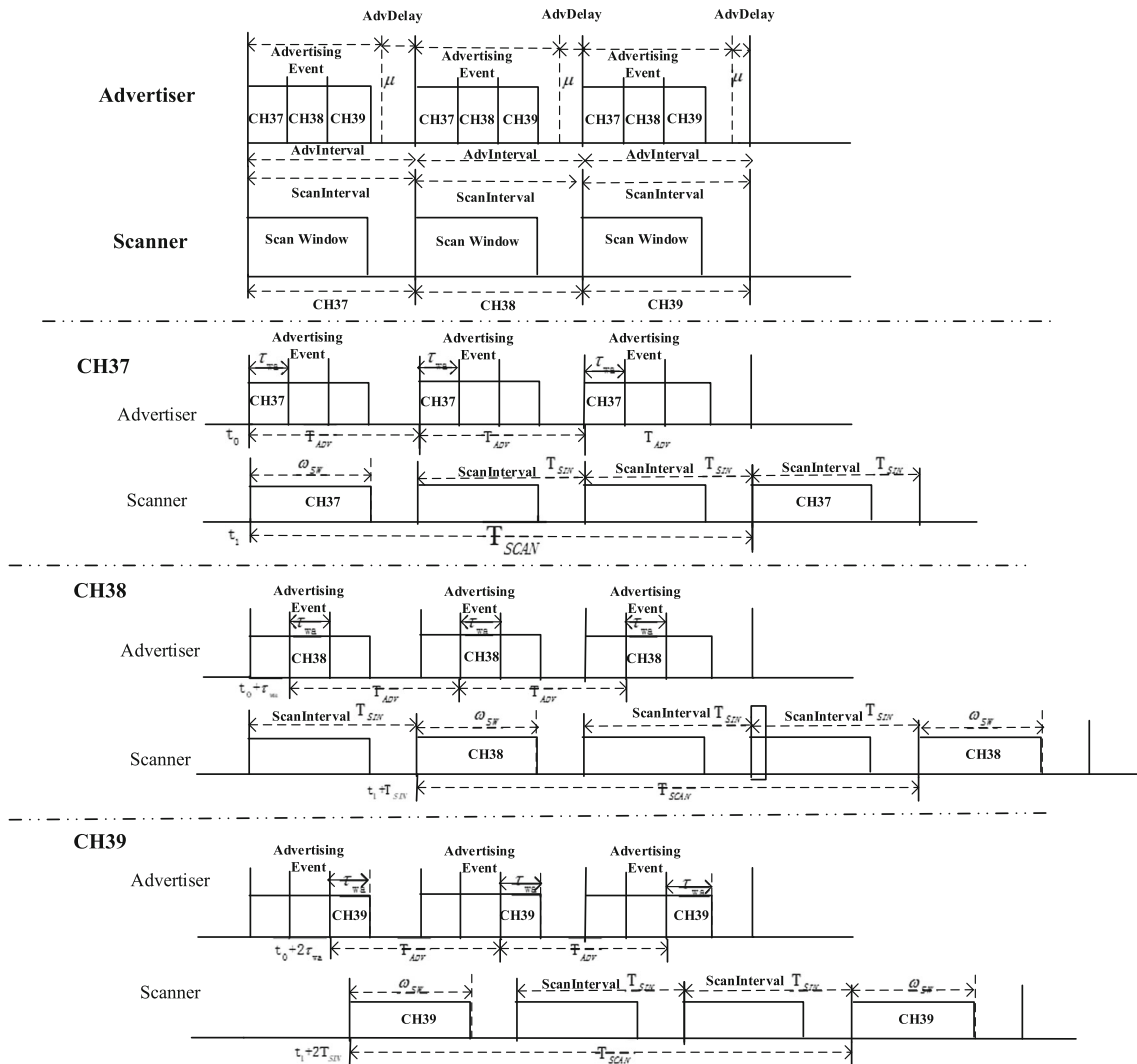 AdvDelay AdvDelay AdvDelay
Advertising Event Advertising Event Advertising Event
μ μ μ
Advertiser
CH37 CH38 CH39 CH37 CH38 CH39 CH37 CH38 CH39
AdvInterval AdvInterval AdvInterval
ScanInterval ScanInterval ScanInterval
Scanner
Scan Window Scan Window Scan Window
CH37 CH38 CH39
CH37
Advertising Event Advertising Event Advertising Event
τwa τwa τwa
CH37 CH37 CH37
Advertiser
t0 TADV TADV TADV
ωSW ScanInterval TSIN ScanInterval TSIN ScanInterval TSIN
Scanner
CH37 CH37
t1 TSCAN
CH38
Advertising Event Advertising Event Advertising Event
τwa τwa τwa
Advertiser
CH38 CH38 CH38
t0+τwa TADV TADV
ScanInterval TSIN ωSW ScanInterval TSIN ScanInterval TSIN ωSW
Scanner
CH38 CH38
t1+TSIN TSCAN
CH39
Advertising Event Advertising Event Advertising Event
Advertiser
τwa τwa τwa
CH39 CH39 CH39
t0+2τwa TADV TADV
Scanner
ωSW ScanInterval TSIN ScanInterval TSIN ωSW
CH39 CH39
t1+2TSIN TSCAN